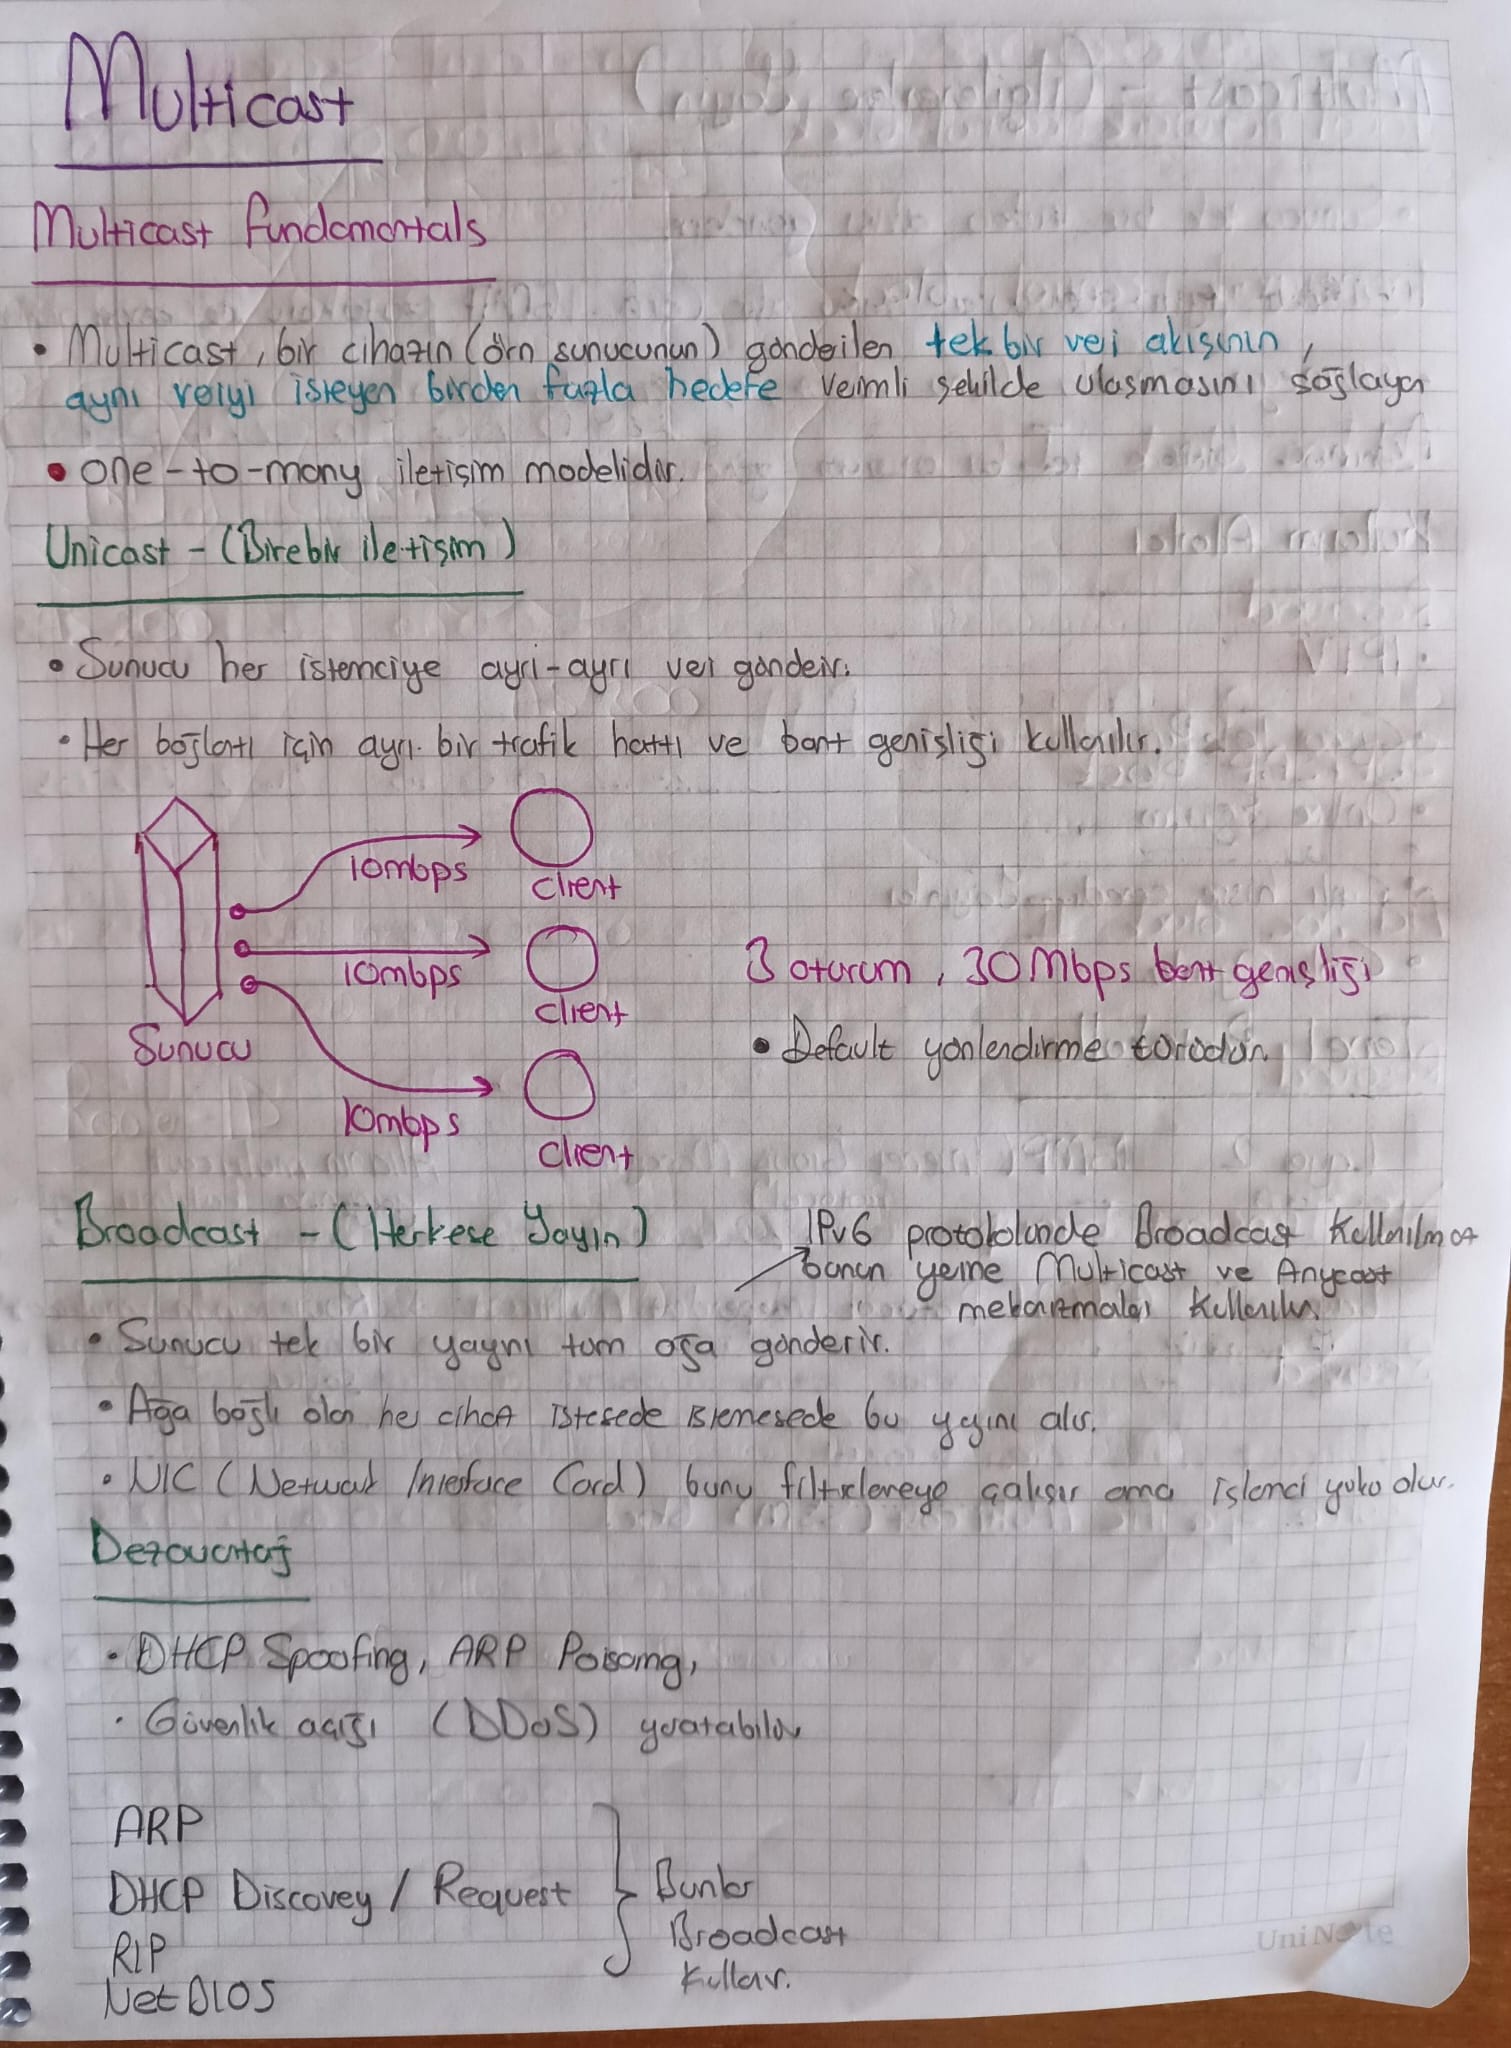 Multicast
Multicast fundamentals
• Multicast, bir cihazın (örn sunucunun) gönderilen tek bir veri akışının,
aynı veriyi isteyen birden fazla hedefe verimli şekilde ulaşmasını sağlayan
• one-to-many iletişim modelidir.
Unicast - (Birebir iletişim)
• Sunucu her istemciye ayrı-ayrı veri gönderir.
• Her bağlantı için ayrı bir trafik hattı ve bant genişliği kullanılır.
10mbps
client
10mbps
client
Sunucu
10mbps
client
3 oturum, 30Mbps bant genişliği
• Default yönlendirme türüdür.
Broadcast - (Herkese Yayın)
IPv6 protokolünde Broadcast Kullanılmaz
bunun yerine Multicast ve Anycast
mekanizmaları Kullanılır.
• Sunucu tek bir yayını tüm ağa gönderir.
• Ağa bağlı olan her cihaz istesede istemesede bu yayını alır.
• NIC (Network Interface Card) bunu filtrelemeye çalışır ama işlemci yükü olur.
Dezavantaj
• DHCP Spoofing, ARP Poisoning,
• Güvenlik açığı (DDoS) yaratabilir
ARP
DHCP Discovey / Request
RIP
NetBIOS
Bunlar
Broadcast
Kullanır.
UniNote